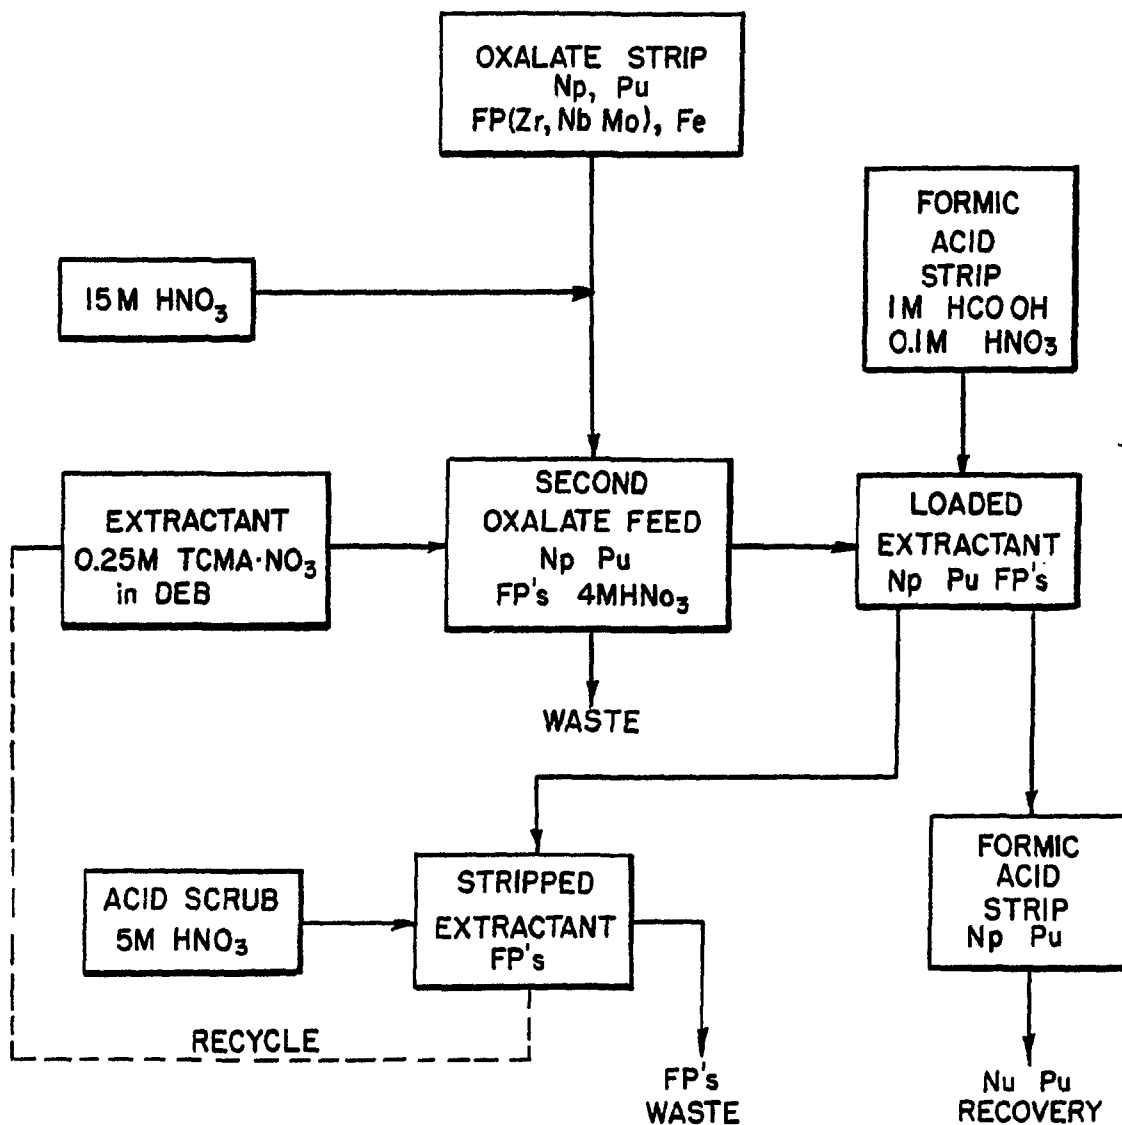 OXALATE STRIP
Np, Pu
FP(Zr, Nb Mo), Fe
FORMIC
ACID
STRIP
1M HCOOH
0.1M HNO₃
15M HNO₃
EXTRACTANT
0.25M TCMA·NO₃
in DEB
SECOND
OXALATE FEED
Np Pu
FP's 4MHNo₃
LOADED
EXTRACTANT
Np Pu FP's
WASTE
ACID SCRUB
5M HNO₃
STRIPPED
EXTRACTANT
FP's
FORMIC
ACID
STRIP
Np Pu
RECYCLE
FP's
WASTE
Nu Pu
RECOVERY